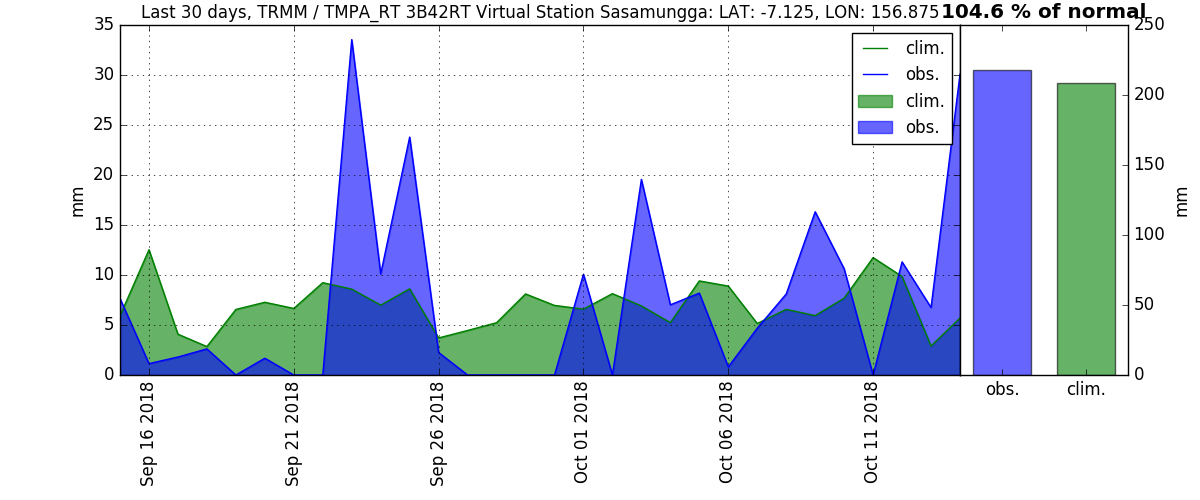 Last 30 days, TRMM / TMPA_RT 3B42RT Virtual Station Sasamungga: LAT: -7.125, LON: 156.875
104.6 % of normal
35
30
25
20
15
10
5
0
mm
clim.
obs.
clim.
obs.
Sep 16 2018
Sep 21 2018
Sep 26 2018
Oct 01 2018
Oct 06 2018
Oct 11 2018
250
200
150
100
50
0
mm
obs.
clim.